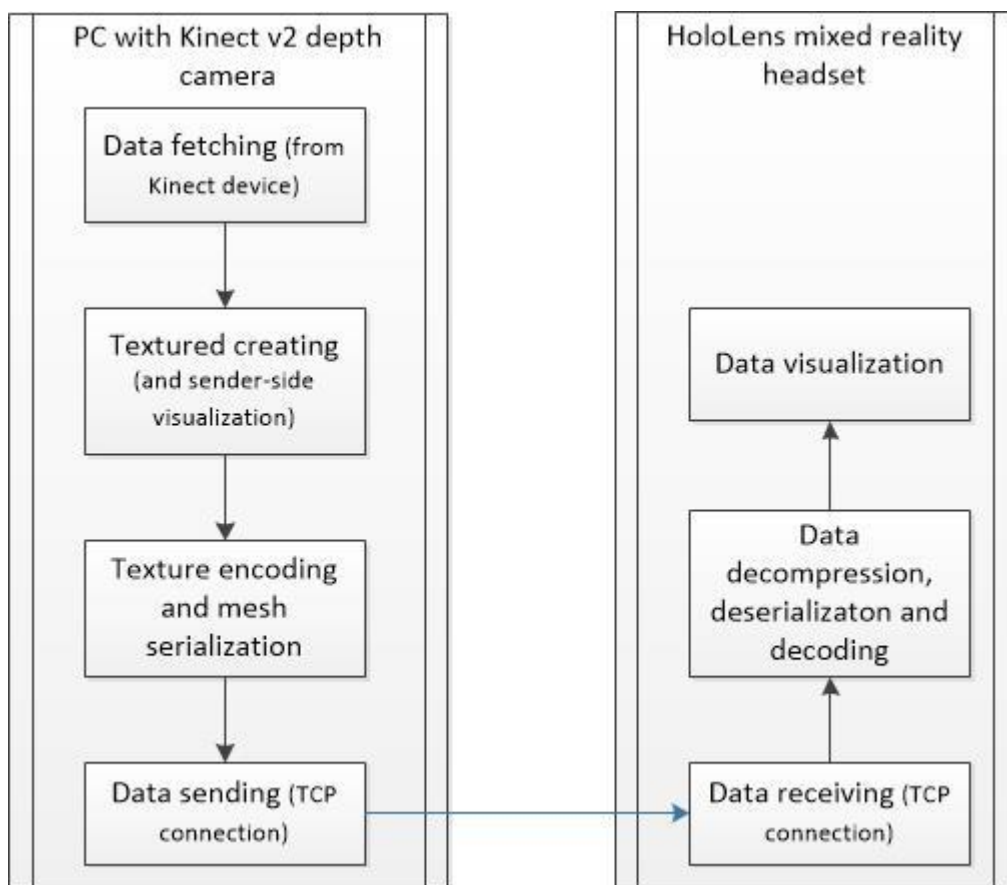 PC with Kinect v2 depth
camera
Data fetching (from
Kinect device)
Textured creating
(and sender-side
visualization)
Texture encoding
and mesh
serialization
Data sending (TCP
connection)
HoloLens mixed reality
headset
Data visualization
Data
decompression,
deserializaton and
decoding
Data receiving (TCP
connection)